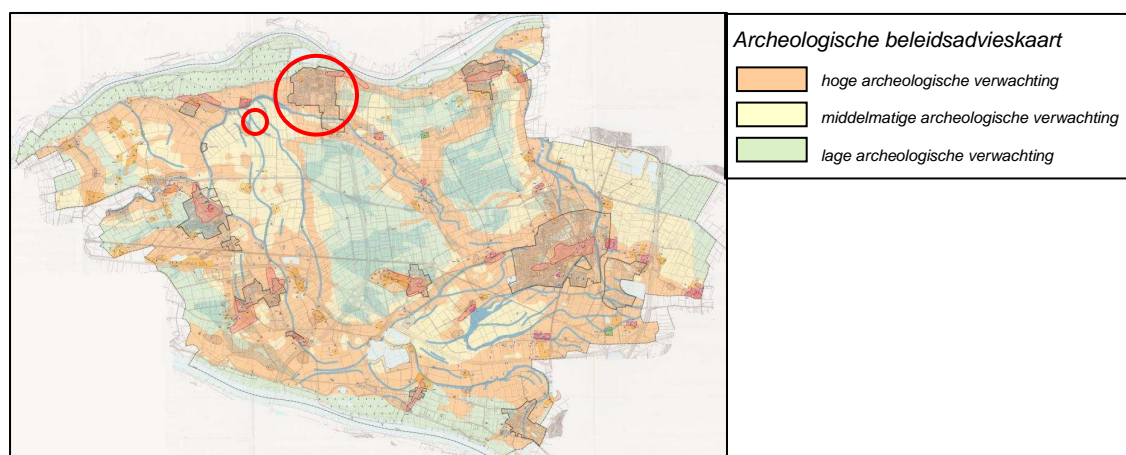 Archeologische beleidsadvieskaart
hoge archeologische verwachting
middelmatige archeologische verwachting
lage archeologische verwachting